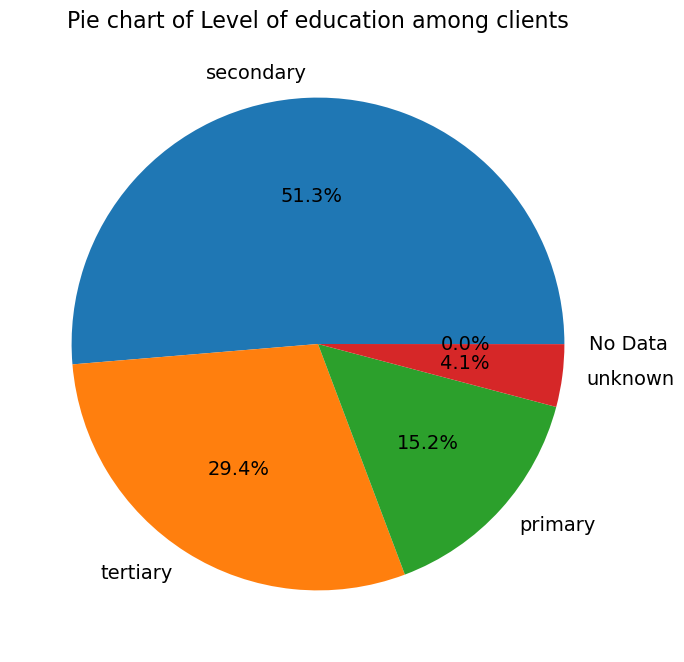 Pie chart of Level of education among clients
secondary
51.3%
0.0%
No Data
4.1%
unknown
15.2%
29.4%
primary
tertiary